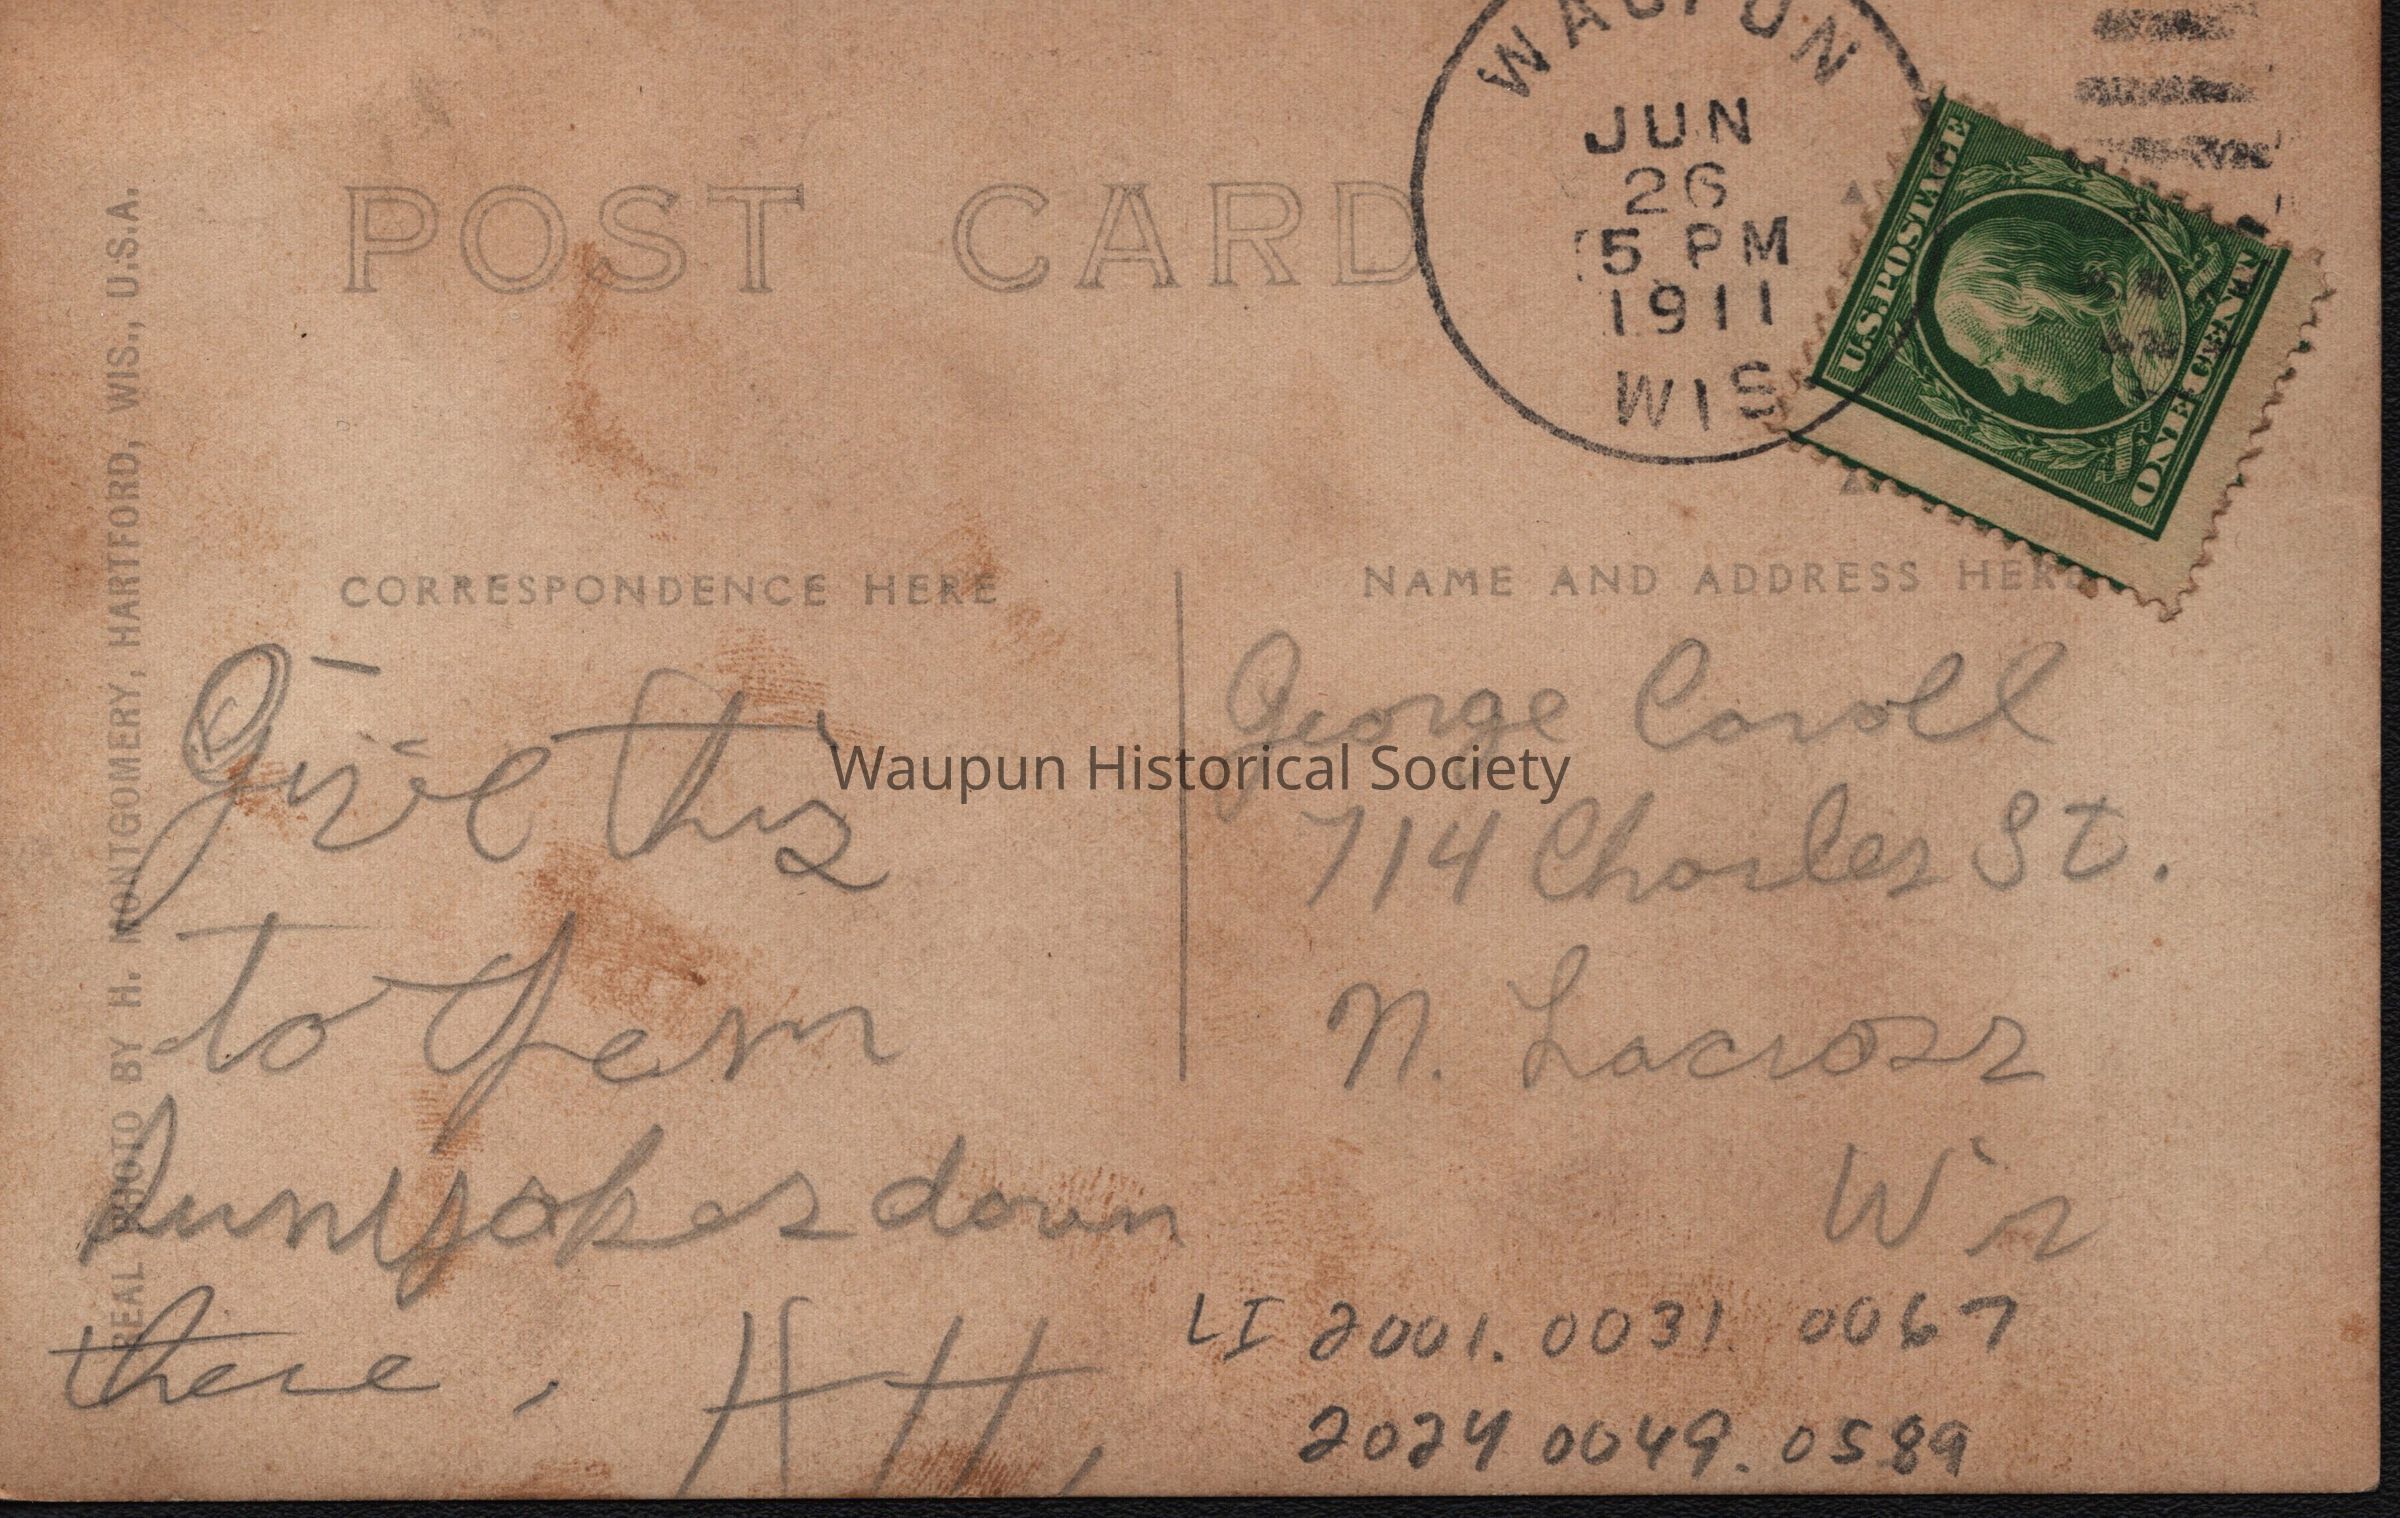 WAUPUN
JUN
26
5 PM
1911
WIS
U.S. POSTAGE
ONE CENT
POST CARD
CORRESPONDENCE HERE
NAME AND ADDRESS HERE
REAL PHOTO BY H. MONTGOMERY, HARTFORD, WIS., U.S.A.
Give this
to
down
there.
H H.
George Caroll
714 Charles St.
N. Lacross
Wis
LI 2001.0031.0067
2024 0049.0589
Waupun Historical Society